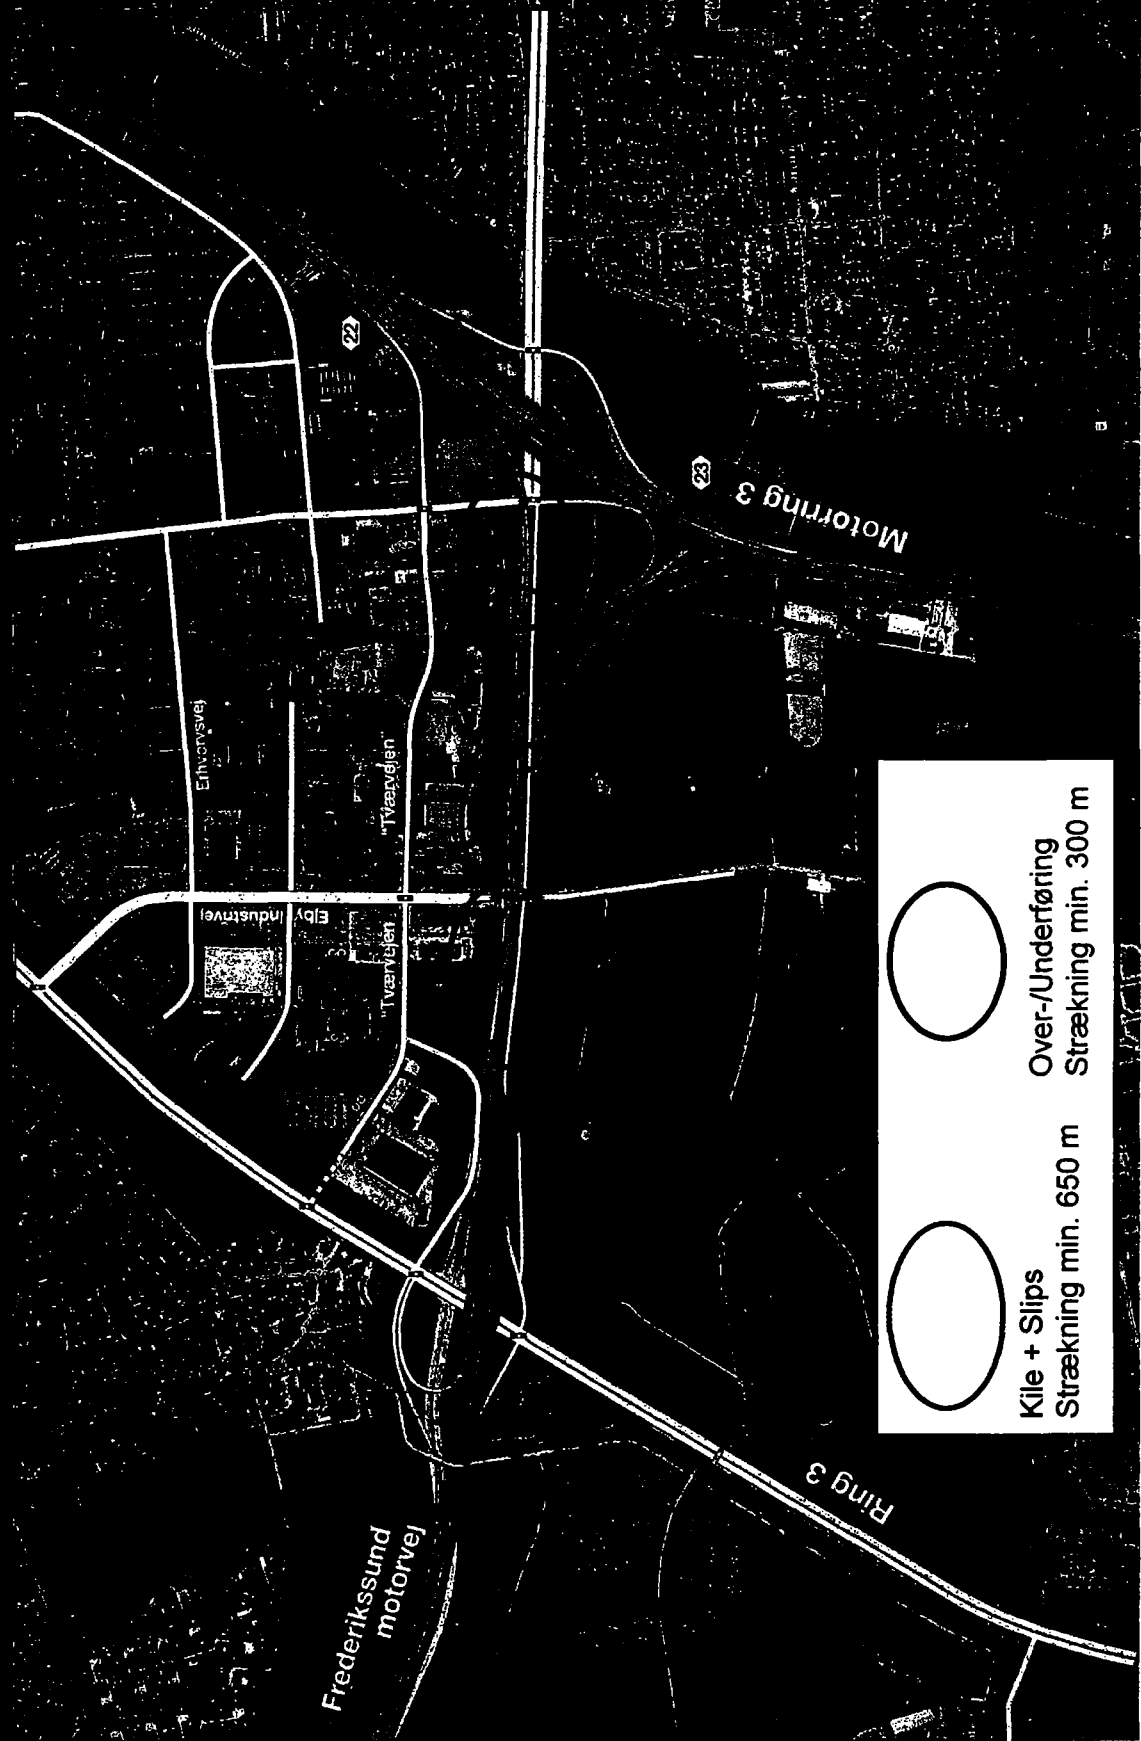 Frederikssund
motorvej
Ring 3
Motorring 3
22
23
Erhvervsvej
Ejby
Industrivej
"Tværvejen"
"Tværvejen"
Kile + Slips
Strækning min. 650 m
Over-/Underføring
Strækning min. 300 m